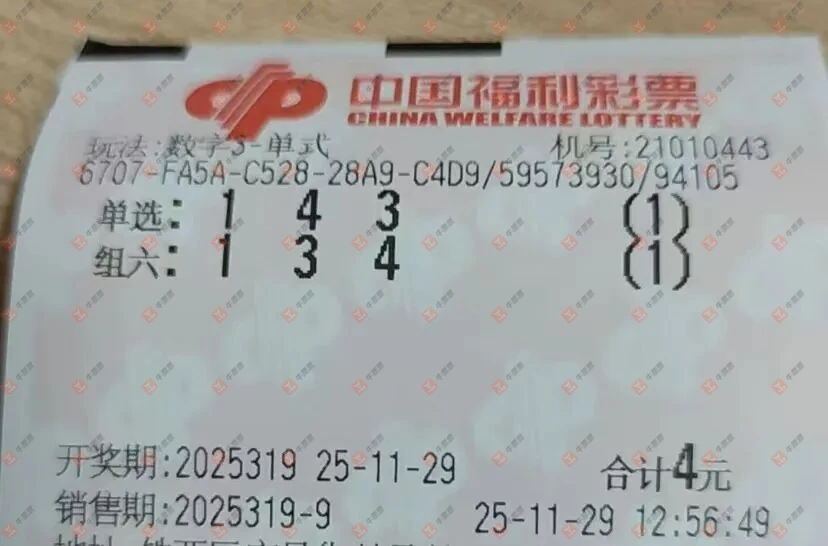 中国福利彩票
CHINA WELFARE LOTTERY
玩法:数字3-单式 机号:21010443
6707-FA5A-C528-28A9-C4D9/59573930/94105
单选: 1 4 3 (1)
组六: 1 3 4 (1)
开奖期:2025319 25-11-29 合计4元
销售期:2025319-9 25-11-29 12:56:49